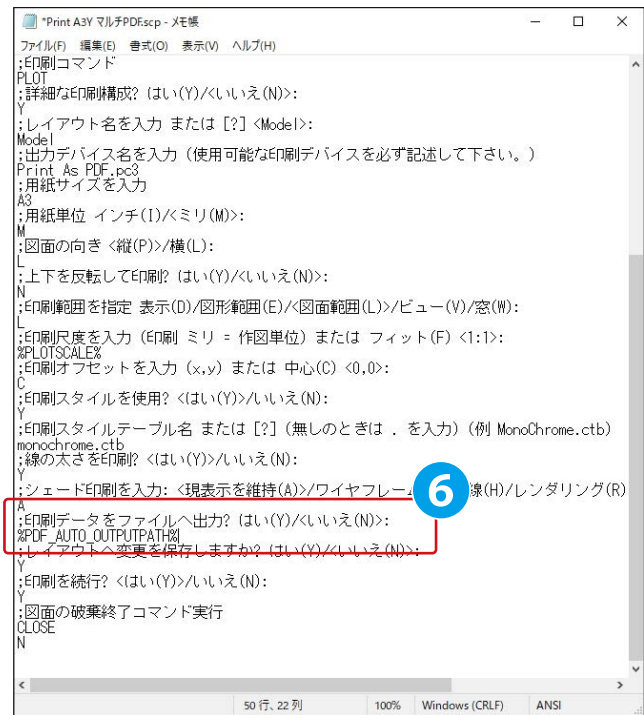 *Print A3Y マルチPDF.scp - メモ帳
ファイル(F) 編集(E) 書式(O) 表示(V) ヘルプ(H)
;印刷コマンド
PLOT
;詳細な印刷構成? (はい(Y)/<いいえ(N)>:
Y
;レイアウト名を入力 または [?] <Model>:
Model
;出力デバイス名を入力 (使用可能な印刷デバイスを必ず記述して下さい。)
Print As PDF.pc3
;用紙サイズを入力
A3
;用紙単位 インチ(I)/<ミリ(M)>:
M
;図面の向き <縦(P)>/横(L):
L
;上下を反転して印刷? (はい(Y)/<いいえ(N)>:
N
;印刷範囲を指定 表示(D)/図形範囲(E)/<図面範囲(L)>/ビュー(V)/窓(W):
L
;印刷尺度を入力 (印刷 ミリ = 作図単位) または フィット(F) <1:1>:
%PLOTSCALE%
;印刷オフセットを入力 (x,y) または 中心(C) <0,0>:
C
;印刷スタイルを使用? <(はい(Y)>/いいえ(N):
Y
;印刷スタイルテーブル名 または [?] (無しのときは . を入力) (例 MonoChrome.ctb)
monochrome.ctb
;線の太さを印刷? <(はい(Y)>/いいえ(N):
Y
;シェード印刷を入力: <現表示を維持(A)>/ワイヤフレーム 6 線(H)/レンダリング(R)
A
;印刷データをファイルへ出力? (はい(Y)/<いいえ(N)>:
%PDF_AUTO_OUTPUTPATH%
;レイアウトへ変更を保存しますか? (はい(Y)/<いいえ(N)>:
Y
;印刷を続行? <(はい(Y)>/いいえ(N):
Y
;図面の破棄終了コマンド実行
CLOSE
N
50 行、22 列 100% Windows (CRLF) ANSI